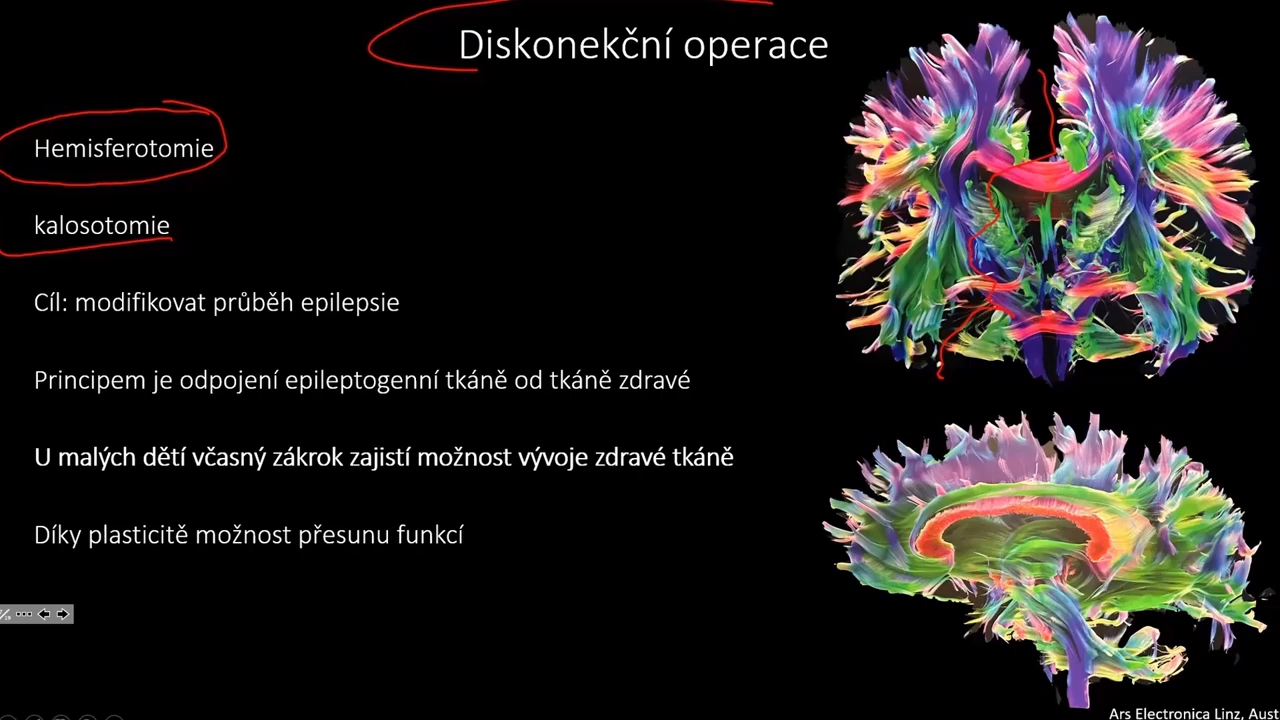 Diskonekční operace
Hemisferotomie
kalosotomie
Cíl: modifikovat průběh epilepsie
Principem je odpojení epileptogenní tkáně od tkáně zdravé
U malých dětí včasný zákrok zajistí možnost vývoje zdravé tkáně
Díky plasticitě možnost přesunu funkcí
Ars Electronica Linz, Aust